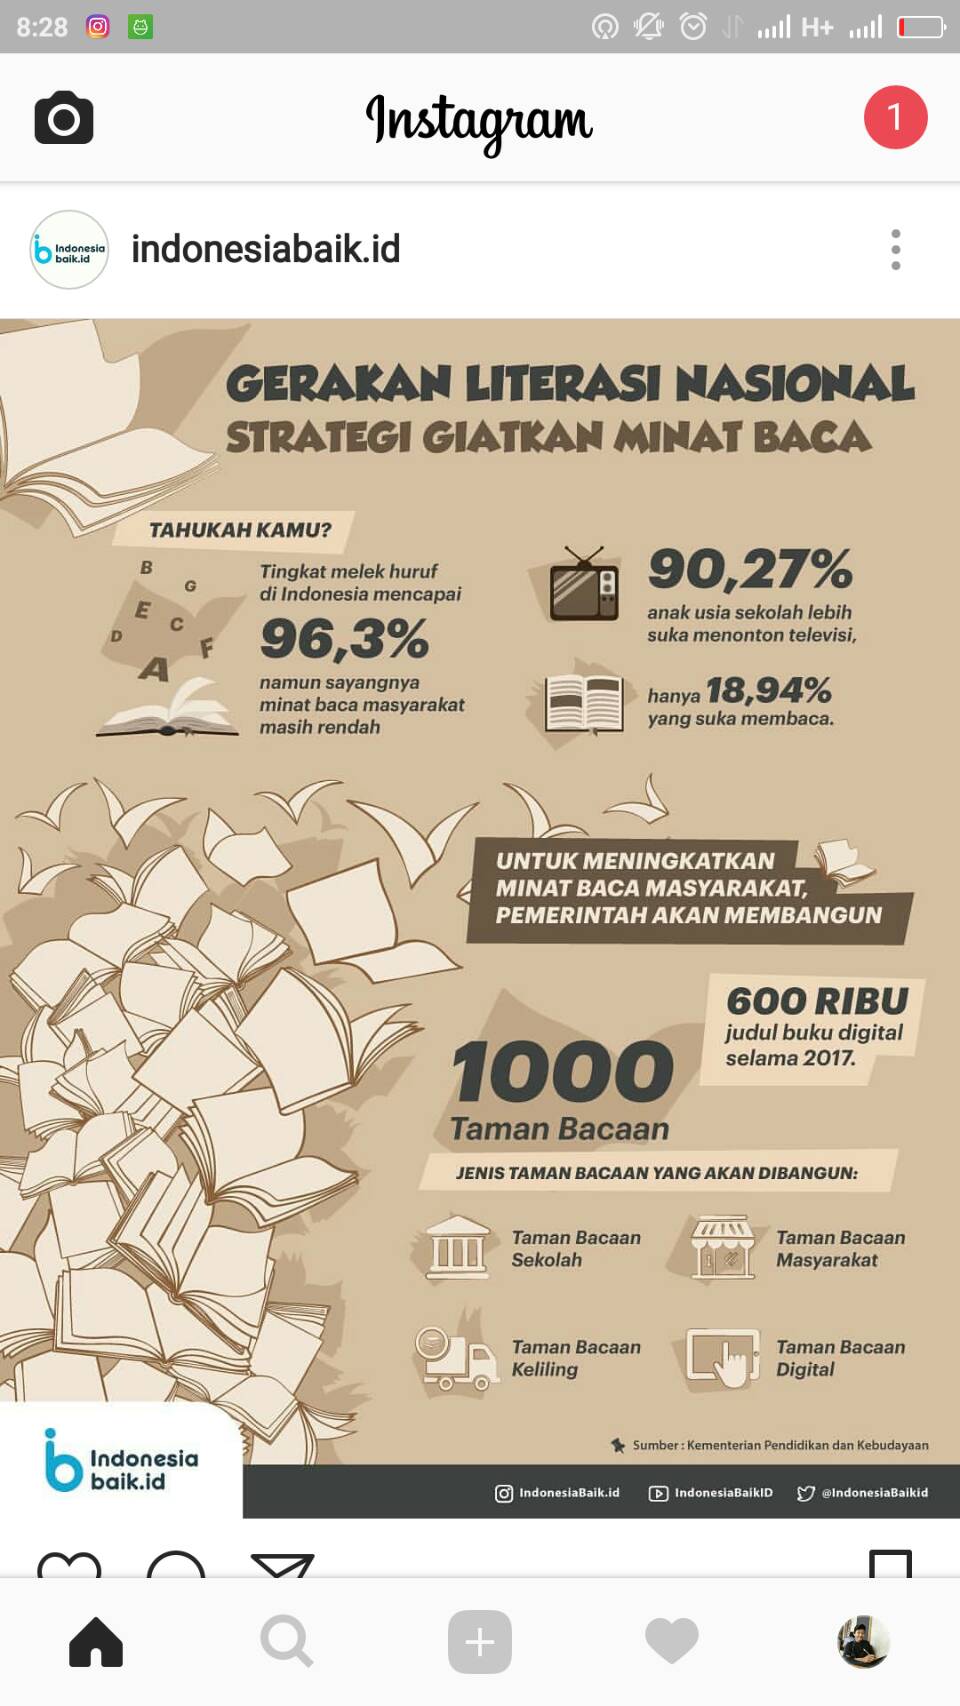 8:28
H+
Instagram
1
Indonesia
baik.id
indonesiabaik.id
GERAKAN LITERASI NASIONAL
STRATEGI GIATKAN MINAT BACA
TAHUKAH KAMU?
B
G
E
C
D
F
A
Tingkat melek huruf
di Indonesia mencapai
96,3%
namun sayangnya
minat baca masyarakat
masih rendah
90,27%
anak usia sekolah lebih
suka menonton televisi,
hanya 18,94%
yang suka membaca.
UNTUK MENINGKATKAN
MINAT BACA MASYARAKAT,
PEMERINTAH AKAN MEMBANGUN
600 RIBU
judul buku digital
selama 2017.
1000
Taman Bacaan
JENIS TAMAN BACAAN YANG AKAN DIBANGUN:
Taman Bacaan
Sekolah
Taman Bacaan
Masyarakat
Taman Bacaan
Keliling
Taman Bacaan
Digital
Sumber : Kementerian Pendidikan dan Kebudayaan
Indonesia
baik.id
IndonesiaBaik.id
IndonesiaBaikID
@IndonesiaBaikid